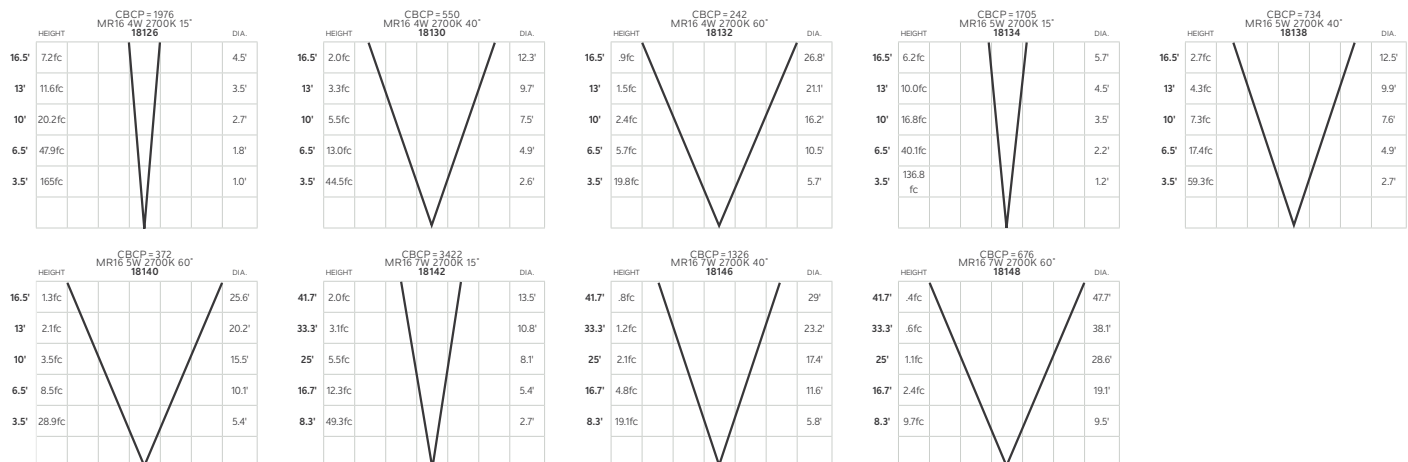 CBCP = 1976
MR16 4W 2700K 15°
HEIGHT 18126 DIA.
16.5' 7.2fc 4.5'
13' 11.6fc 3.5'
10' 20.2fc 2.7'
6.5' 47.9fc 1.8'
3.5' 165fc 1.0'
CBCP = 550
MR16 4W 2700K 40°
HEIGHT 18130 DIA.
16.5' 2.0fc 12.3'
13' 3.3fc 9.7'
10' 5.5fc 7.5'
6.5' 13.0fc 4.9'
3.5' 44.5fc 2.6'
CBCP = 242
MR16 4W 2700K 60°
HEIGHT 18132 DIA.
16.5' .9fc 26.8'
13' 1.5fc 21.1'
10' 2.4fc 16.2'
6.5' 5.7fc 10.5'
3.5' 19.8fc 5.7'
CBCP = 1705
MR16 5W 2700K 15°
HEIGHT 18134 DIA.
16.5' 6.2fc 5.7'
13' 10.0fc 4.5'
10' 16.8fc 3.5'
6.5' 40.1fc 2.2'
3.5' 136.8 1.2'
fc
CBCP = 734
MR16 5W 2700K 40°
HEIGHT 18138 DIA.
16.5' 2.7fc 12.5'
13' 4.3fc 9.9'
10' 7.3fc 7.6'
6.5' 17.4fc 4.9'
3.5' 59.3fc 2.7'
CBCP = 372
MR16 5W 2700K 60°
HEIGHT 18140 DIA.
16.5' 1.3fc 25.6'
13' 2.1fc 20.2'
10' 3.5fc 15.5'
6.5' 8.5fc 10.1'
3.5' 28.9fc 5.4'
CBCP = 3422
MR16 7W 2700K 15°
HEIGHT 18142 DIA.
41.7' 2.0fc 13.5'
33.3' 3.1fc 10.8'
25' 5.5fc 8.1'
16.7' 12.3fc 5.4'
8.3' 49.3fc 2.7'
CBCP = 1326
MR16 7W 2700K 40°
HEIGHT 18146 DIA.
41.7' .8fc 29'
33.3' 1.2fc 23.2'
25' 2.1fc 17.4'
16.7' 4.8fc 11.6'
8.3' 19.1fc 5.8'
CBCP = 676
MR16 7W 2700K 60°
HEIGHT 18148 DIA.
41.7' .4fc 47.7'
33.3' .6fc 38.1'
25' 1.1fc 28.6'
16.7' 2.4fc 19.1'
8.3' 9.7fc 9.5'